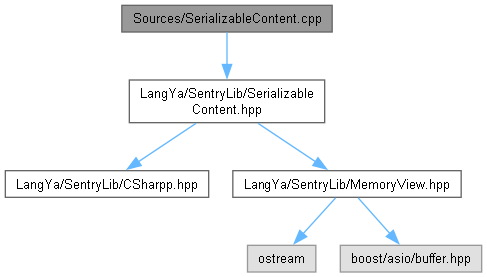 Sources/SerializableContent.cpp
LangYa/SentryLib/Serializable
Content.hpp
LangYa/SentryLib/CSharpp.hpp
LangYa/SentryLib/MemoryView.hpp
ostream
boost/asio/buffer.hpp